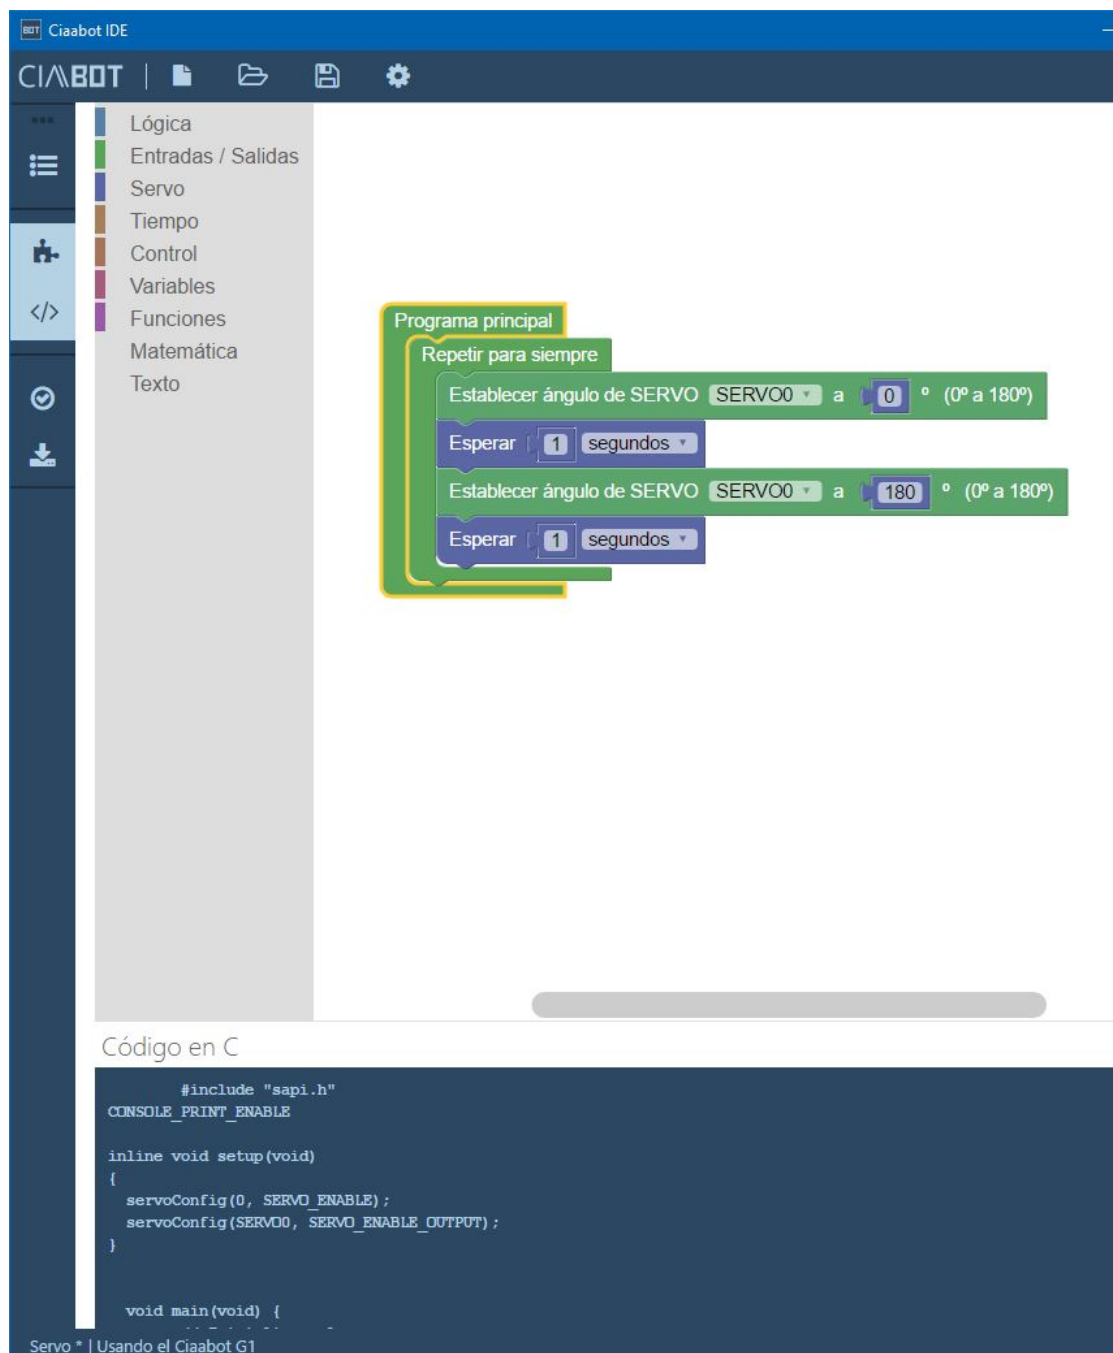 BOT Ciaabot IDE
CIAABOT
Lógica
Entradas / Salidas
Servo
Tiempo
Control
Variables
Funciones
Matemática
Texto
Programa principal
Repetir para siempre
Establecer ángulo de SERVO SERVO0 a 0 º (0º a 180º)
Esperar 1 segundos
Establecer ángulo de SERVO SERVO0 a 180 º (0º a 180º)
Esperar 1 segundos
Código en C
#include "sapi.h"
CONSOLE_PRINT_ENABLE
inline void setup(void)
{
servoConfig(0, SERVO_ENABLE);
servoConfig(SERVO0, SERVO_ENABLE_OUTPUT);
}
void main(void) {
Servo * | Usando el Ciaabot G1